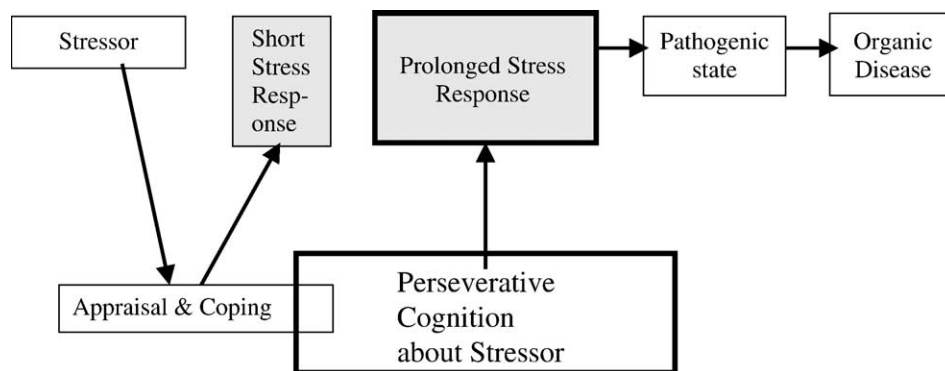 Stressor
Short
Stress
Resp-
onse
Prolonged Stress
Response
Pathogenic
state
Organic
Disease
Appraisal & Coping
Perseverative
Cognition
about Stressor